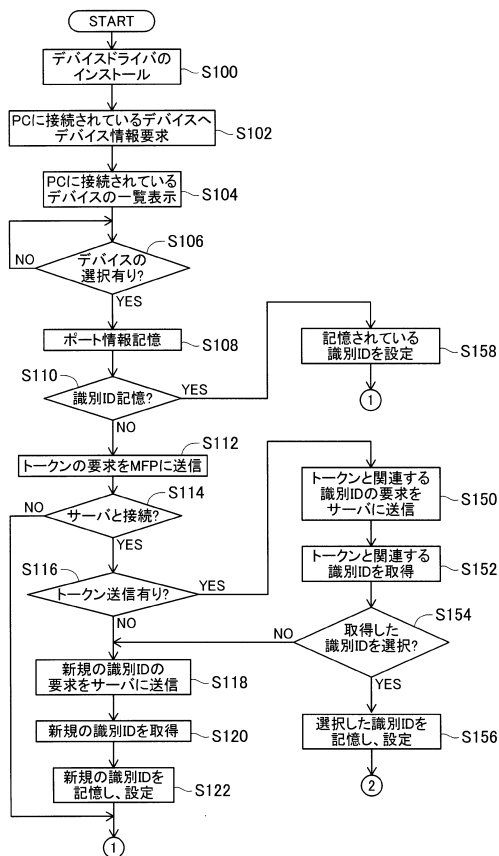 START
デバイスドライバの
インストール
S100
PCに接続されているデバイスへ
デバイス情報要求
S102
PCに接続されている
デバイスの一覧表示
S104
S106
デバイスの
選択有り?
NO
YES
ポート情報記憶
S108
記憶されている
識別IDを設定
S158
①
S110
識別ID記憶?
YES
NO
トークンの要求をMFPに送信
S112
S114
サーバと接続?
NO
YES
トークンと関連する
識別IDの要求を
サーバに送信
S150
S116
トークン送信有り?
YES
NO
トークンと関連する
識別IDを取得
S152
S154
取得した
識別IDを選択?
NO
YES
新規の識別IDの
要求をサーバに送信
S118
新規の識別IDを取得
S120
選択した識別IDを
記憶し、設定
S156
②
新規の識別IDを
記憶し、設定
S122
①